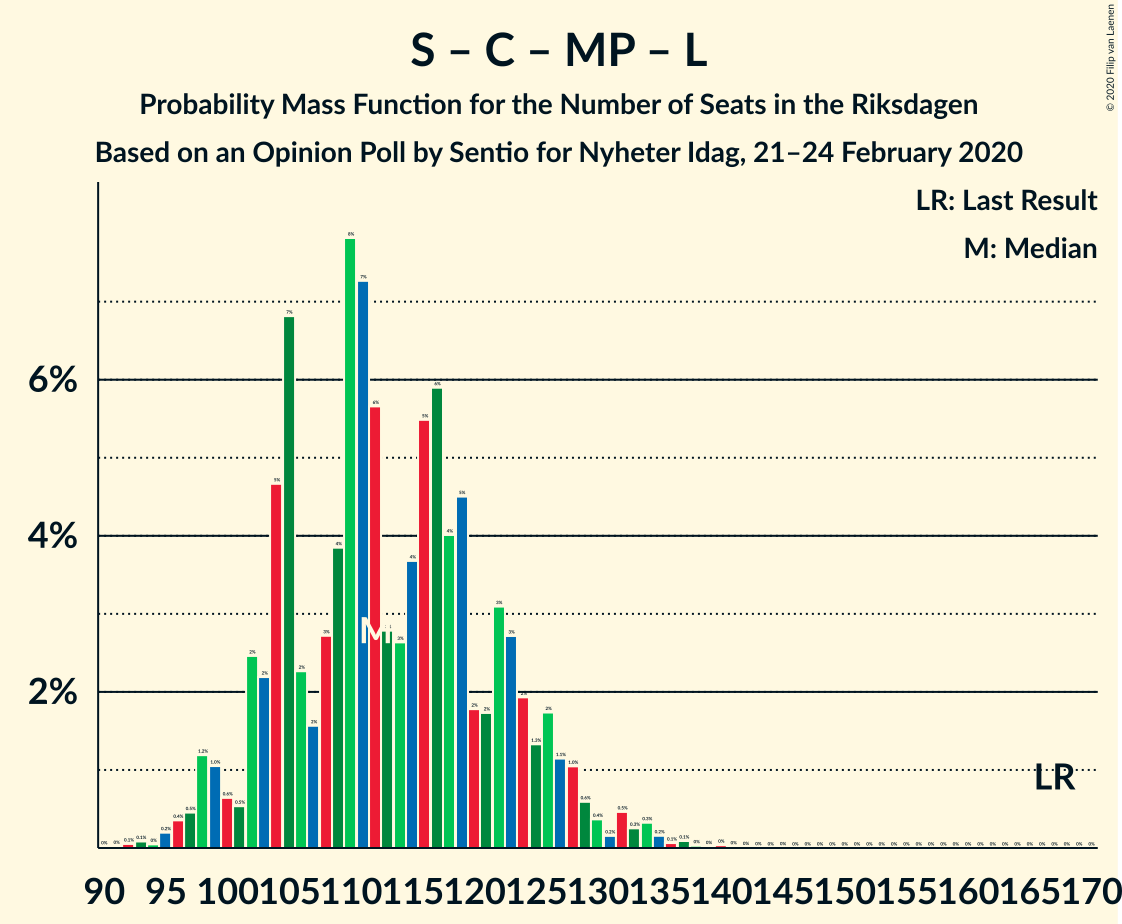 S – C – MP – L
Probability Mass Function for the Number of Seats in the Riksdagen
Based on an Opinion Poll by Sentio for Nyheter Idag, 21–24 February 2020
© 2020 Filip van Laenen
LR: Last Result
M: Median
6%
4%
2%
M
LR
90 95 100 105 110 115 120 125 130 135 140 145 150 155 160 165 170